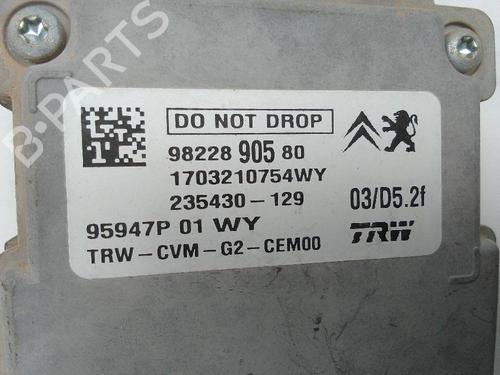 B-PARTS
DO NOT DROP
98228 905 80
1703210754WY
235430-129
03/D5.2f
95947P 01 WY
TRW-CVM-G2-CEM00
TRW